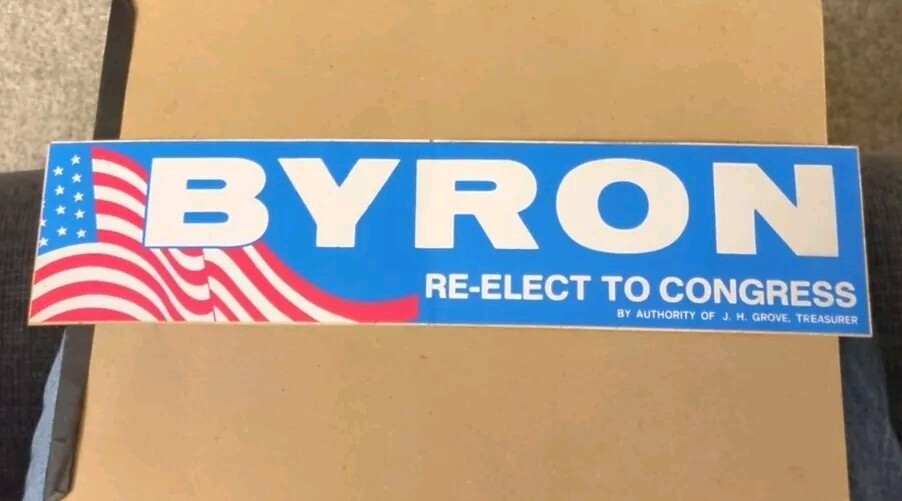 BYRON
RE-ELECT TO CONGRESS
BY AUTHORITY OF J. H. GROVE, TREASURER